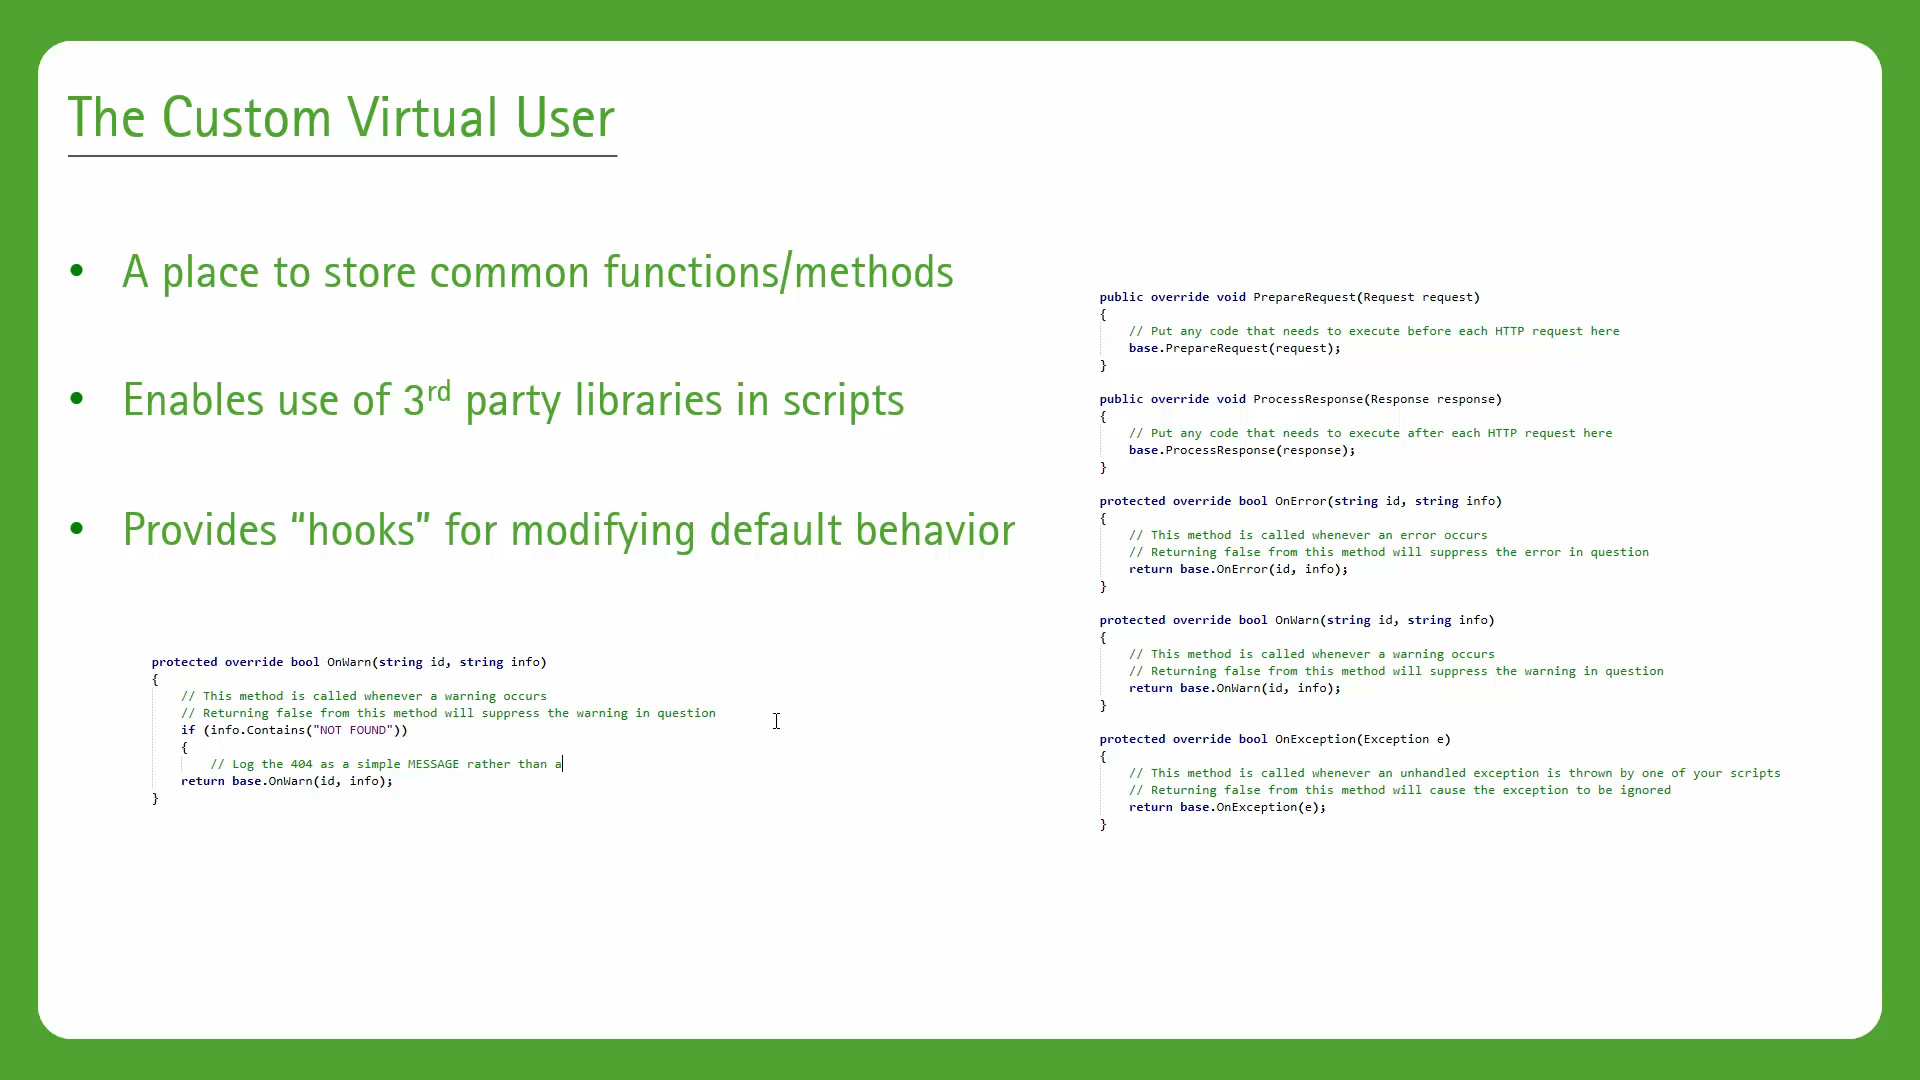 The Custom Virtual User
• A place to store common functions/methods
• Enables use of 3rd party libraries in scripts
• Provides “hooks” for modifying default behavior
protected override bool OnWarn(string id, string info)
{
// This method is called whenever a warning occurs
// Returning false from this method will suppress the warning in question
if (info.Contains("NOT FOUND"))
{
// Log the 404 as a simple MESSAGE rather than a
return base.OnWarn(id, info);
}
public override void PrepareRequest(Request request)
{
// Put any code that needs to execute before each HTTP request here
base.PrepareRequest(request);
}
public override void ProcessResponse(Response response)
{
// Put any code that needs to execute after each HTTP request here
base.ProcessResponse(response);
}
protected override bool OnError(string id, string info)
{
// This method is called whenever an error occurs
// Returning false from this method will suppress the error in question
return base.OnError(id, info);
}
protected override bool OnWarn(string id, string info)
{
// This method is called whenever a warning occurs
// Returning false from this method will suppress the warning in question
return base.OnWarn(id, info);
}
protected override bool OnException(Exception e)
{
// This method is called whenever an unhandled exception is thrown by one of your scripts
// Returning false from this method will cause the exception to be ignored
return base.OnException(e);
}